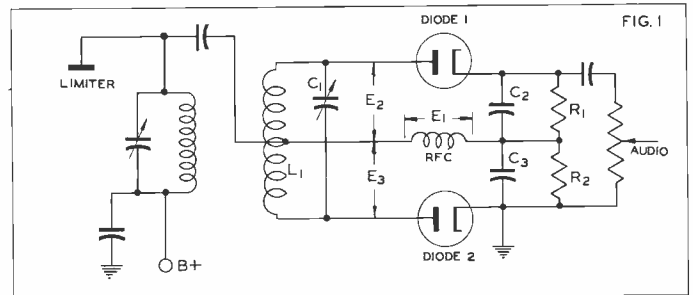 FIG. 1
DIODE 1
LIMITER
C1
E2
E1
C2
R1
RFC
AUDIO
L1
E3
C3
R2
B+
DIODE 2